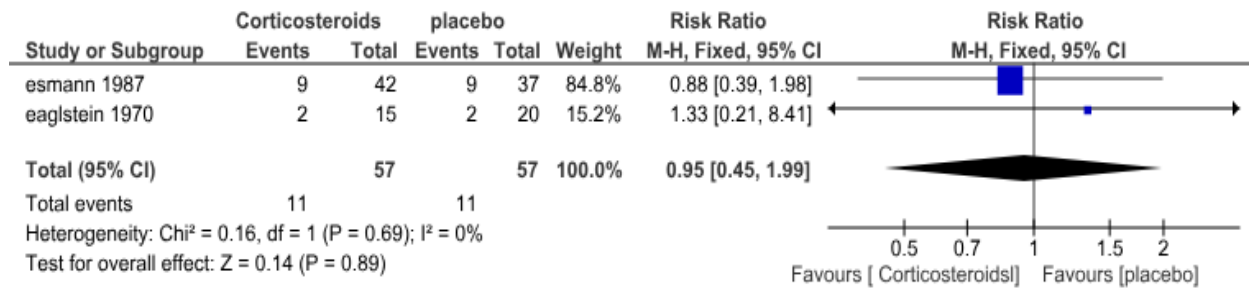 Corticosteroids placebo Risk Ratio Risk Ratio
Study or Subgroup Events Total Events Total Weight M-H, Fixed, 95% CI M-H, Fixed, 95% CI
esmann 1987 9 42 9 37 84.8% 0.88 [0.39, 1.98]
eaglstein 1970 2 15 2 20 15.2% 1.33 [0.21, 8.41]
Total (95% CI) 57 57 100.0% 0.95 [0.45, 1.99]
Total events 11 11
Heterogeneity: Chi² = 0.16, df = 1 (P = 0.69); I² = 0%
Test for overall effect: Z = 0.14 (P = 0.89)
0.5 0.7 1 1.5 2
Favours [ Corticosteroidsl] Favours [placebo]